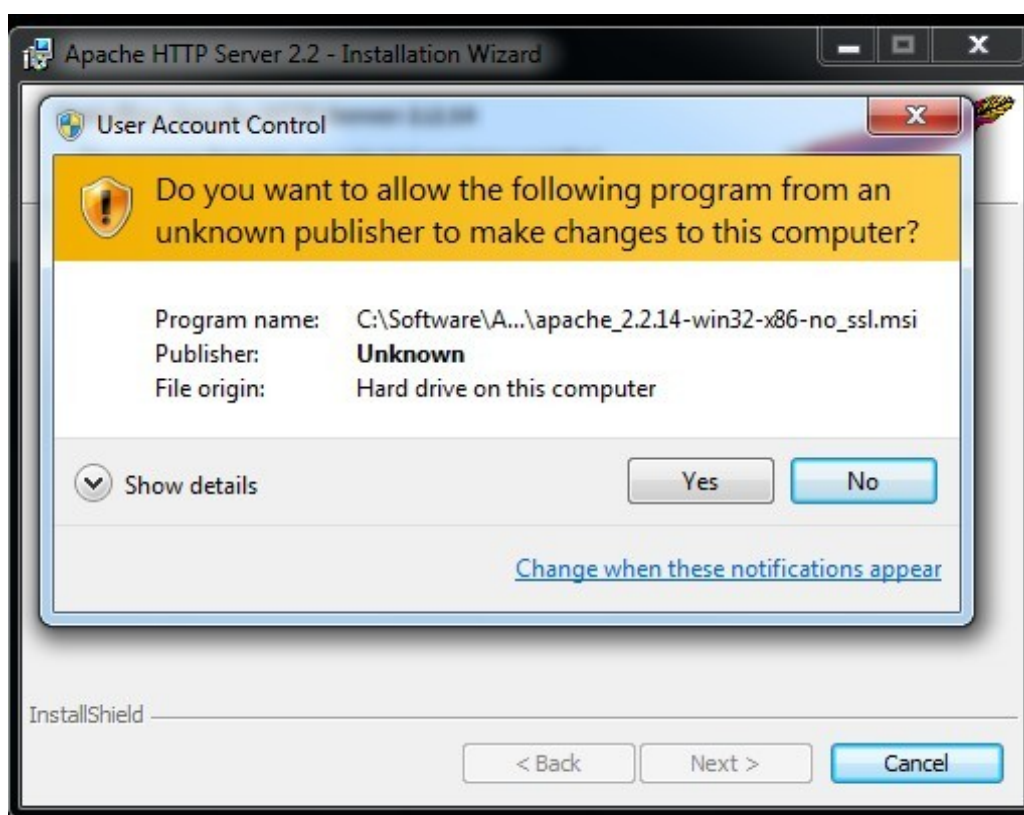 Apache HTTP Server 2.2 - Installation Wizard
User Account Control
Do you want to allow the following program from an
unknown publisher to make changes to this computer?
Program name: C:\Software\A...\apache_2.2.14-win32-x86-no_ssl.msi
Publisher: Unknown
File origin: Hard drive on this computer
Show details
Yes
No
Change when these notifications appear
InstallShield
< Back
Next >
Cancel